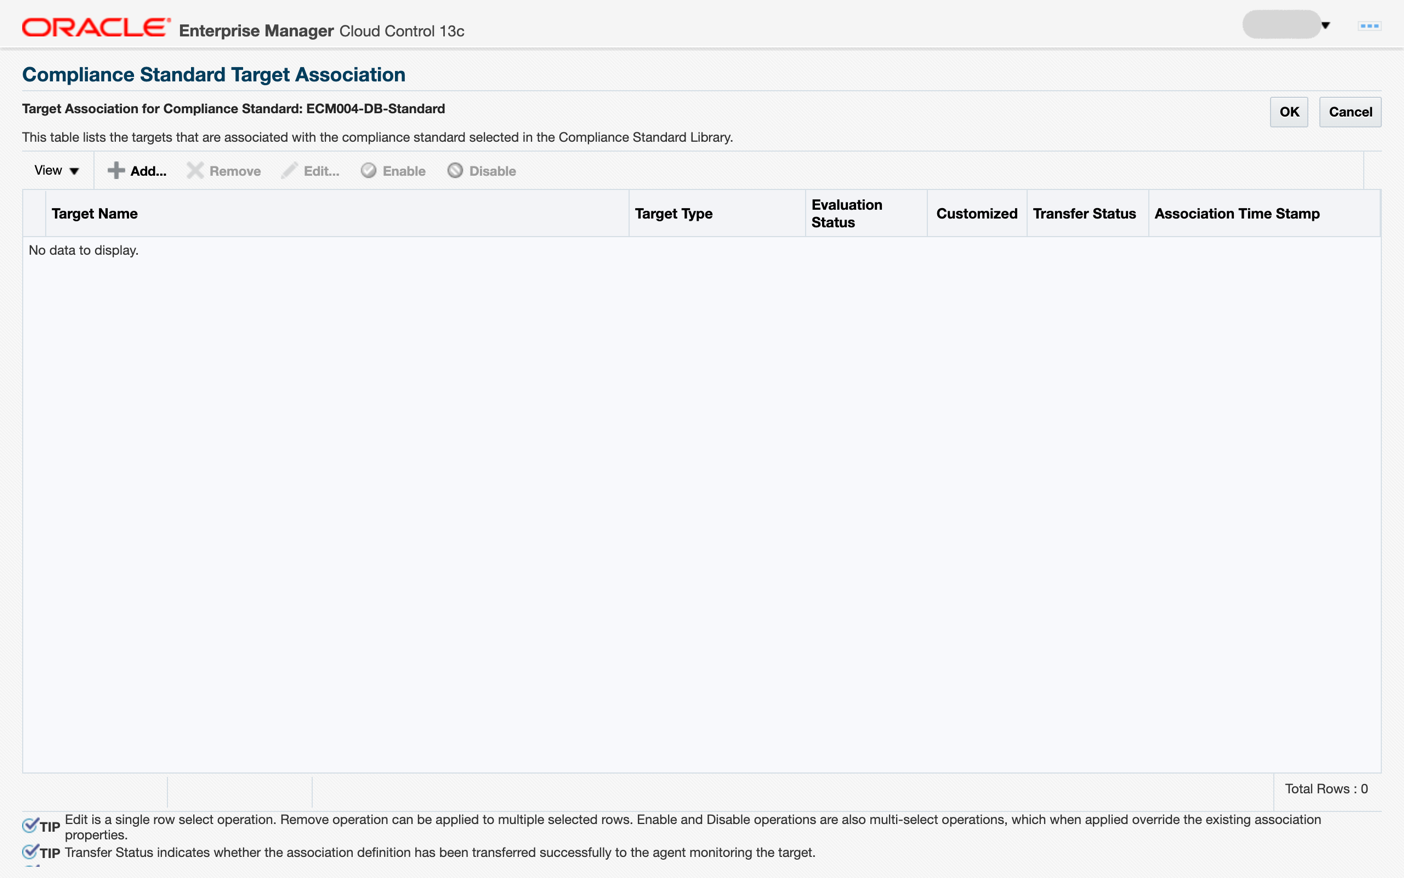 ORACLE Enterprise Manager Cloud Control 13c
Compliance Standard Target Association
Target Association for Compliance Standard: ECM004-DB-Standard
OK Cancel
This table lists the targets that are associated with the compliance standard selected in the Compliance Standard Library.
View Add... Remove Edit... Enable Disable
Target Name Target Type Evaluation Status Customized Transfer Status Association Time Stamp
No data to display.
Total Rows : 0
TIP Edit is a single row select operation. Remove operation can be applied to multiple selected rows. Enable and Disable operations are also multi-select operations, which when applied override the existing association
properties.
TIP Transfer Status indicates whether the association definition has been transferred successfully to the agent monitoring the target.